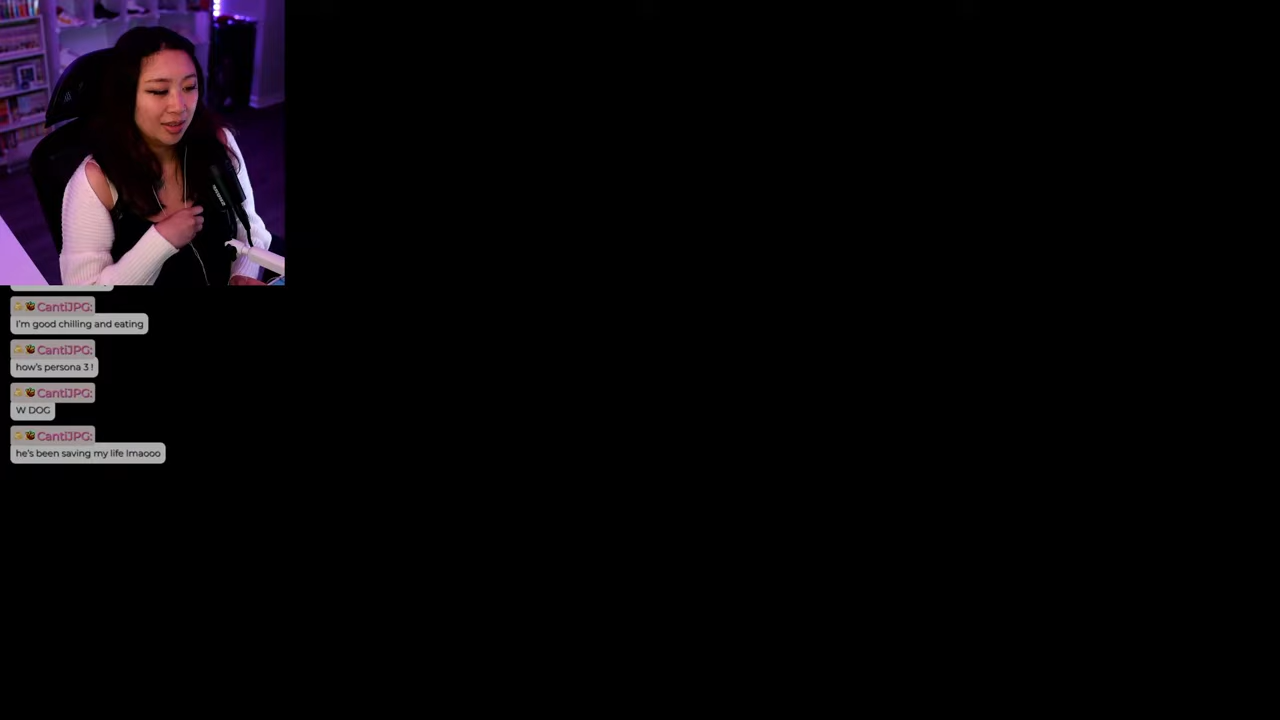 CantiJPG:
I'm good chilling and eating
CantiJPG:
how's persona 3 !
CantiJPG:
W DOG
CantiJPG:
he's been saving my life lmaooo